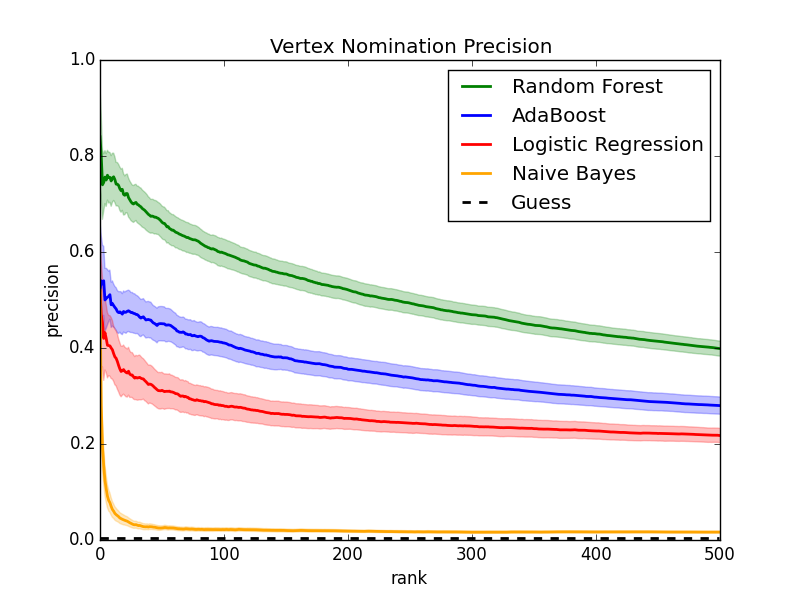 Vertex Nomination Precision
1.0
0.8
0.6
0.4
0.2
0.0
precision
Random Forest
AdaBoost
Logistic Regression
Naive Bayes
Guess
0 100 200 300 400 500
rank